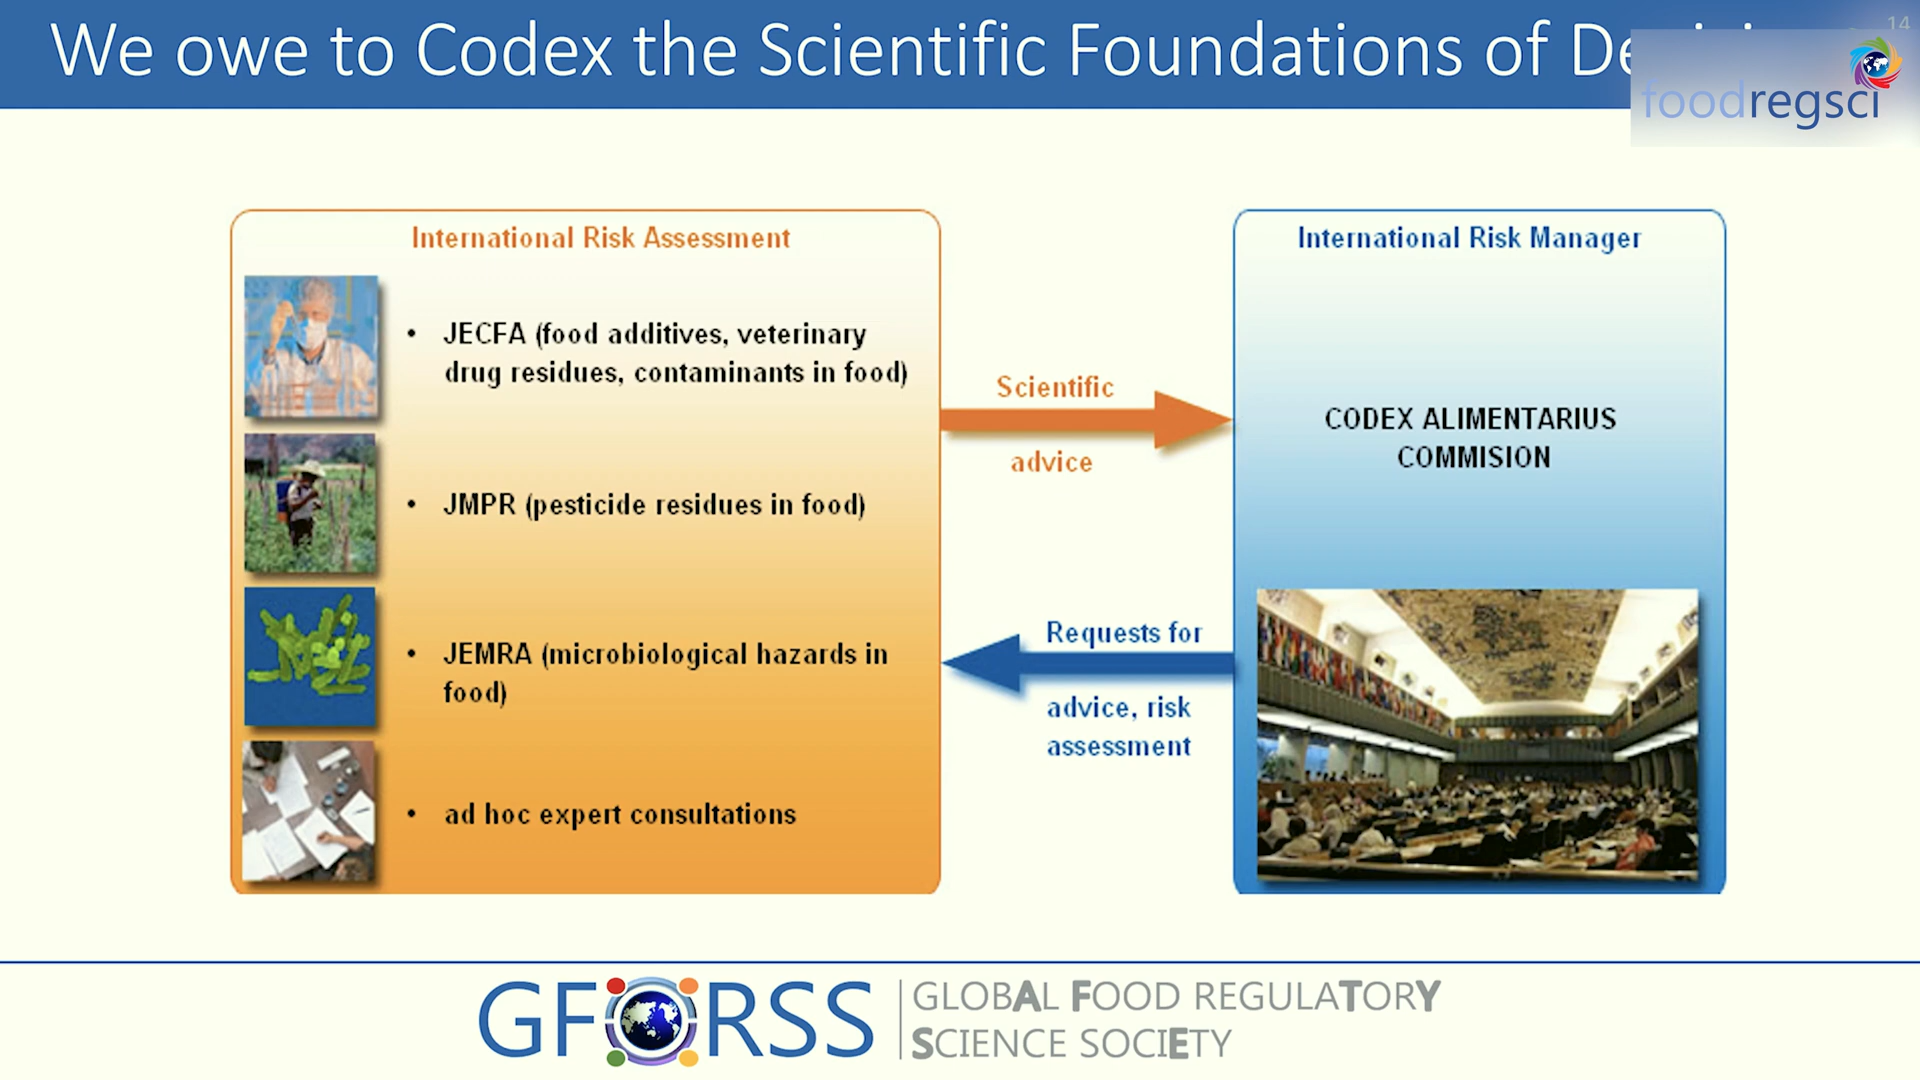 We owe to Codex the Scientific Foundations of
14
foodregsci
International Risk Assessment
• JECFA (food additives, veterinary
drug residues, contaminants in food)
• JMPR (pesticide residues in food)
• JEMRA (microbiological hazards in
food)
• ad hoc expert consultations
Scientific
advice
Requests for
advice, risk
assessment
International Risk Manager
CODEX ALIMENTARIUS
COMMISION
GFORSS
GLOBAL FOOD REGULATORY
SCIENCE SOCIETY